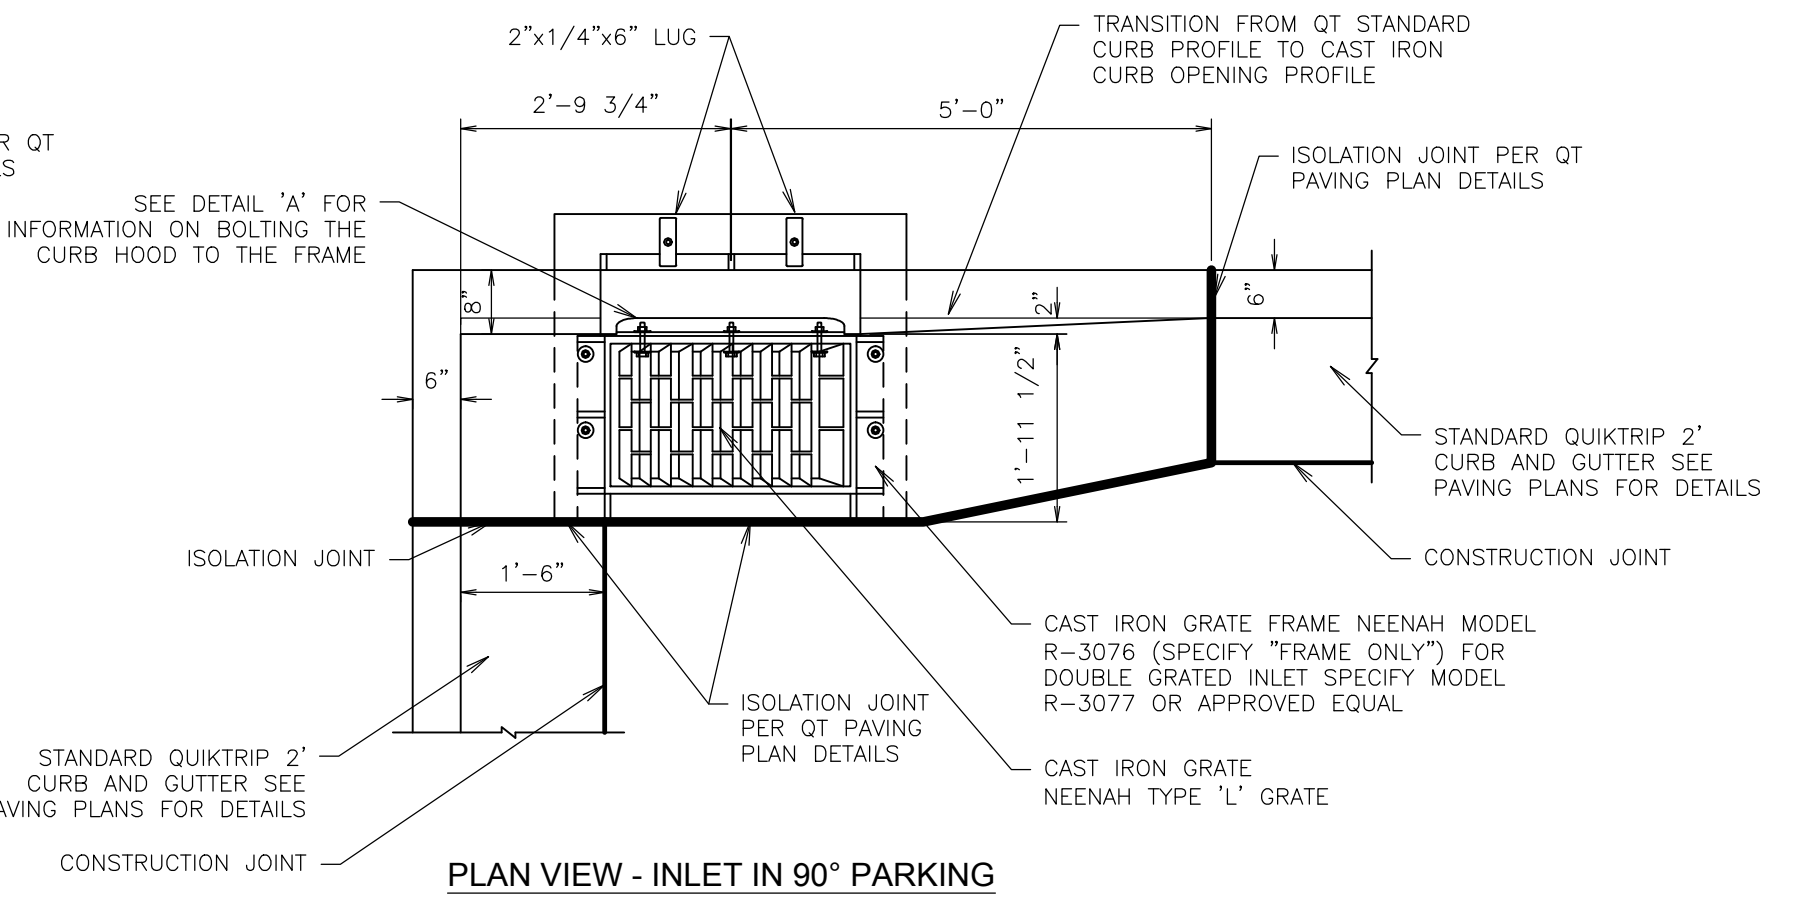 2”x1/4”x6” LUG
TRANSITION FROM QT STANDARD
CURB PROFILE TO CAST IRON
CURB OPENING PROFILE
2’-9 3/4”
5’-0”
QT
ISOLATION JOINT PER QT
PAVING PLAN DETAILS
SEE DETAIL 'A' FOR
INFORMATION ON BOLTING THE
CURB HOOD TO THE FRAME
8”
2”
6”
6”
1’-11 1/2”
STANDARD QUIKTRIP 2’
CURB AND GUTTER SEE
PAVING PLANS FOR DETAILS
ISOLATION JOINT
1’-6”
CONSTRUCTION JOINT
CAST IRON GRATE FRAME NEENAH MODEL
R-3076 (SPECIFY ”FRAME ONLY”) FOR
DOUBLE GRATED INLET SPECIFY MODEL
R-3077 OR APPROVED EQUAL
ISOLATION JOINT
PER QT PAVING
PLAN DETAILS
STANDARD QUIKTRIP 2’
CURB AND GUTTER SEE
PLANS FOR DETAILS
CAST IRON GRATE
NEENAH TYPE 'L' GRATE
CONSTRUCTION JOINT
PLAN VIEW - INLET IN 90° PARKING